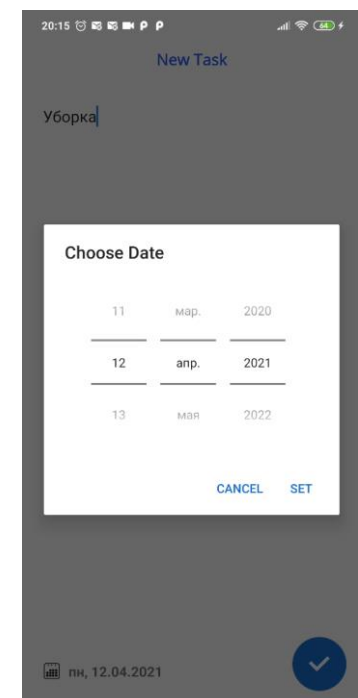 20:15
64
New Task
Уборка
Choose Date
11 мар. 2020
12 апр. 2021
13 мая 2022
CANCEL SET
пн, 12.04.2021